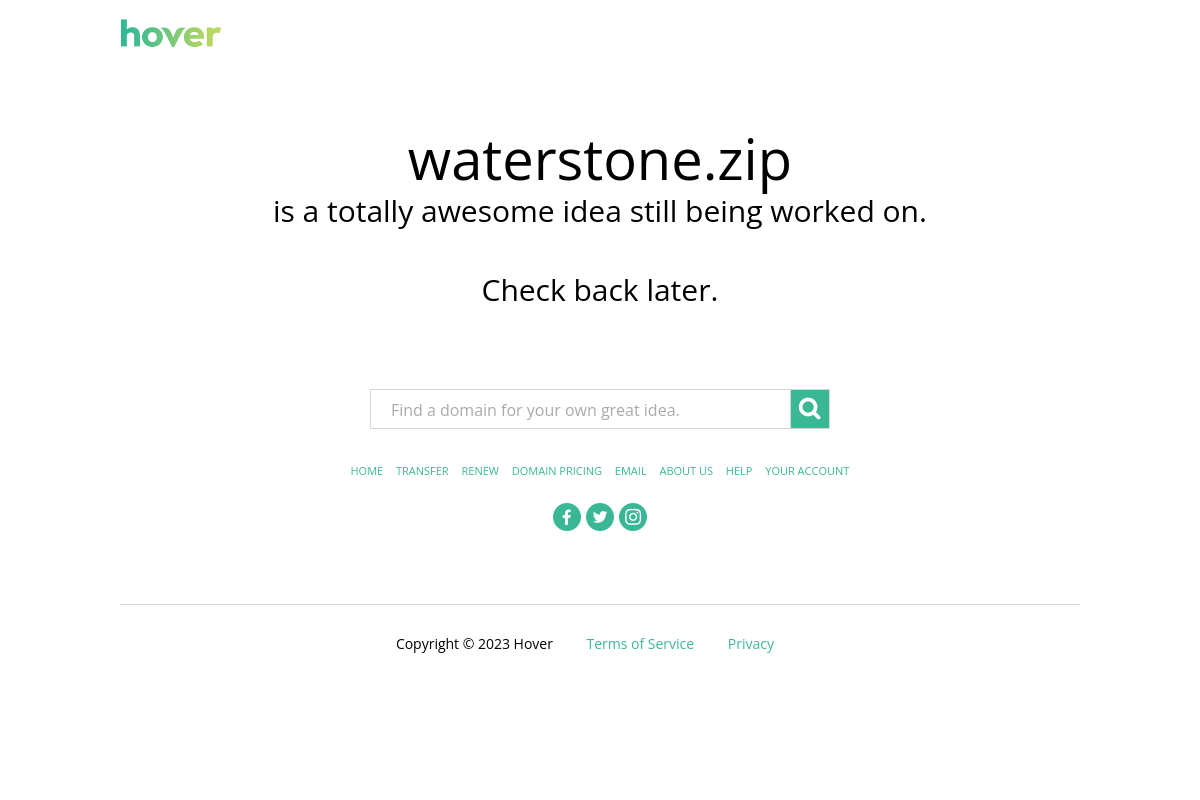 hover
waterstone.zip
is a totally awesome idea still being worked on.
Check back later.
Find a domain for your own great idea.
HOME TRANSFER RENEW DOMAIN PRICING EMAIL ABOUT US HELP YOUR ACCOUNT
Copyright © 2023 Hover Terms of Service Privacy